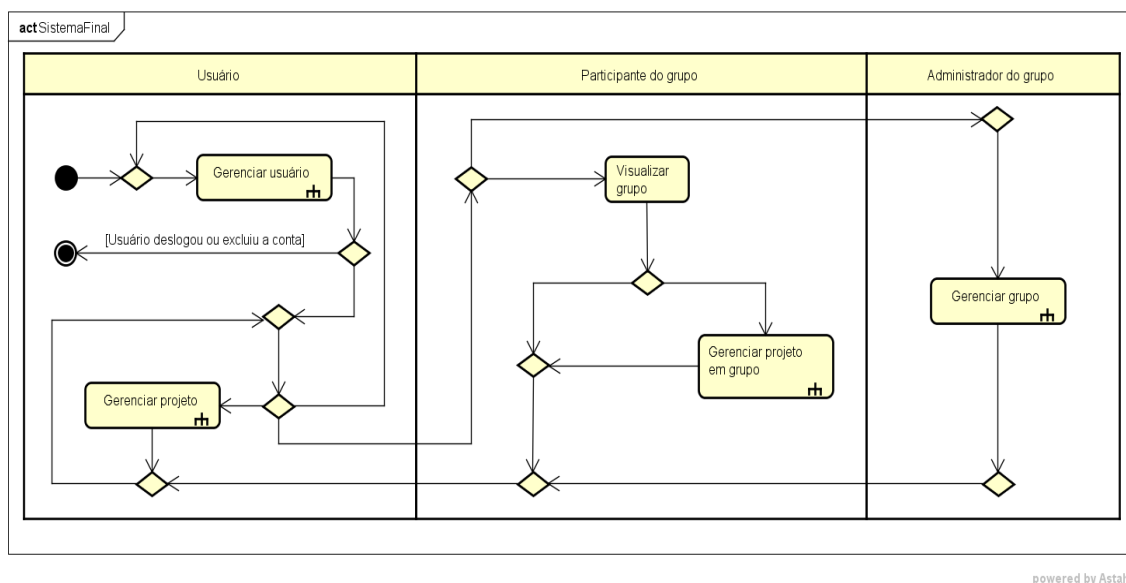 act SistemaFinal
Usuário
Participante do grupo
Administrador do grupo
Gerenciar usuário
Visualizar
grupo
[Usuário deslogou ou excluiu a conta]
Gerenciar grupo
Gerenciar projeto
em grupo
Gerenciar projeto
powered by Astah